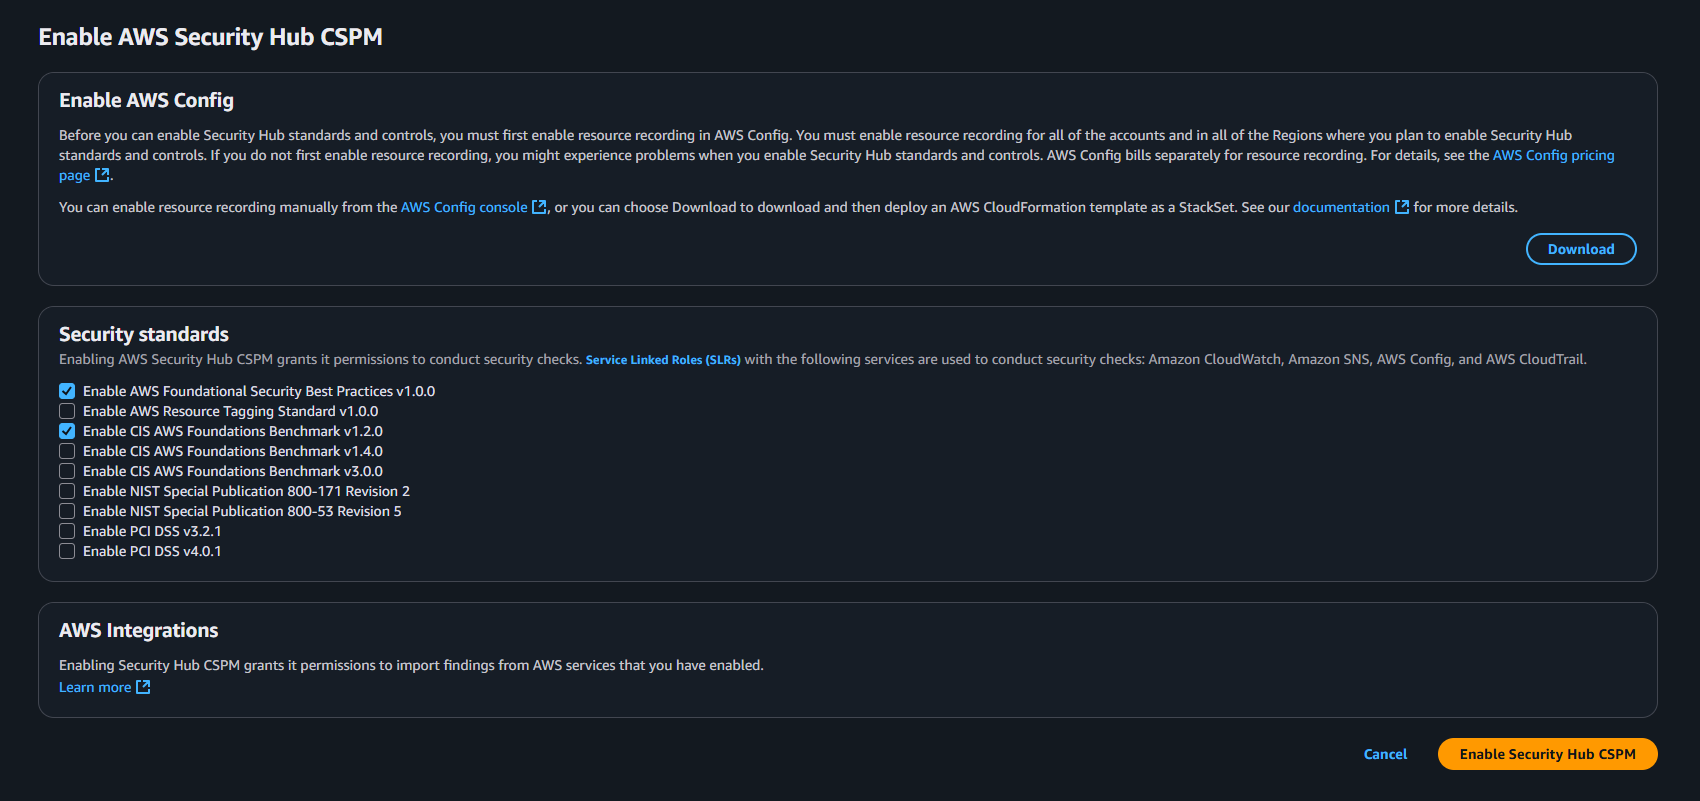 Enable AWS Security Hub CSPM
Enable AWS Config
Before you can enable Security Hub standards and controls, you must first enable resource recording in AWS Config. You must enable resource recording for all of the accounts and in all of the Regions where you plan to enable Security Hub
standards and controls. If you do not first enable resource recording, you might experience problems when you enable Security Hub standards and controls. AWS Config bills separately for resource recording. For details, see the AWS Config pricing
page.
You can enable resource recording manually from the AWS Config console, or you can choose Download to download and then deploy an AWS CloudFormation template as a StackSet. See our documentation for more details.
Download
Security standards
Enabling AWS Security Hub CSPM grants it permissions to conduct security checks. Service Linked Roles (SLRs) with the following services are used to conduct security checks: Amazon CloudWatch, Amazon SNS, AWS Config, and AWS CloudTrail.
Enable AWS Foundational Security Best Practices v1.0.0
Enable AWS Resource Tagging Standard v1.0.0
Enable CIS AWS Foundations Benchmark v1.2.0
Enable CIS AWS Foundations Benchmark v1.4.0
Enable CIS AWS Foundations Benchmark v3.0.0
Enable NIST Special Publication 800-171 Revision 2
Enable NIST Special Publication 800-53 Revision 5
Enable PCI DSS v3.2.1
Enable PCI DSS v4.0.1
AWS Integrations
Enabling Security Hub CSPM grants it permissions to import findings from AWS services that you have enabled.
Learn more
Cancel
Enable Security Hub CSPM